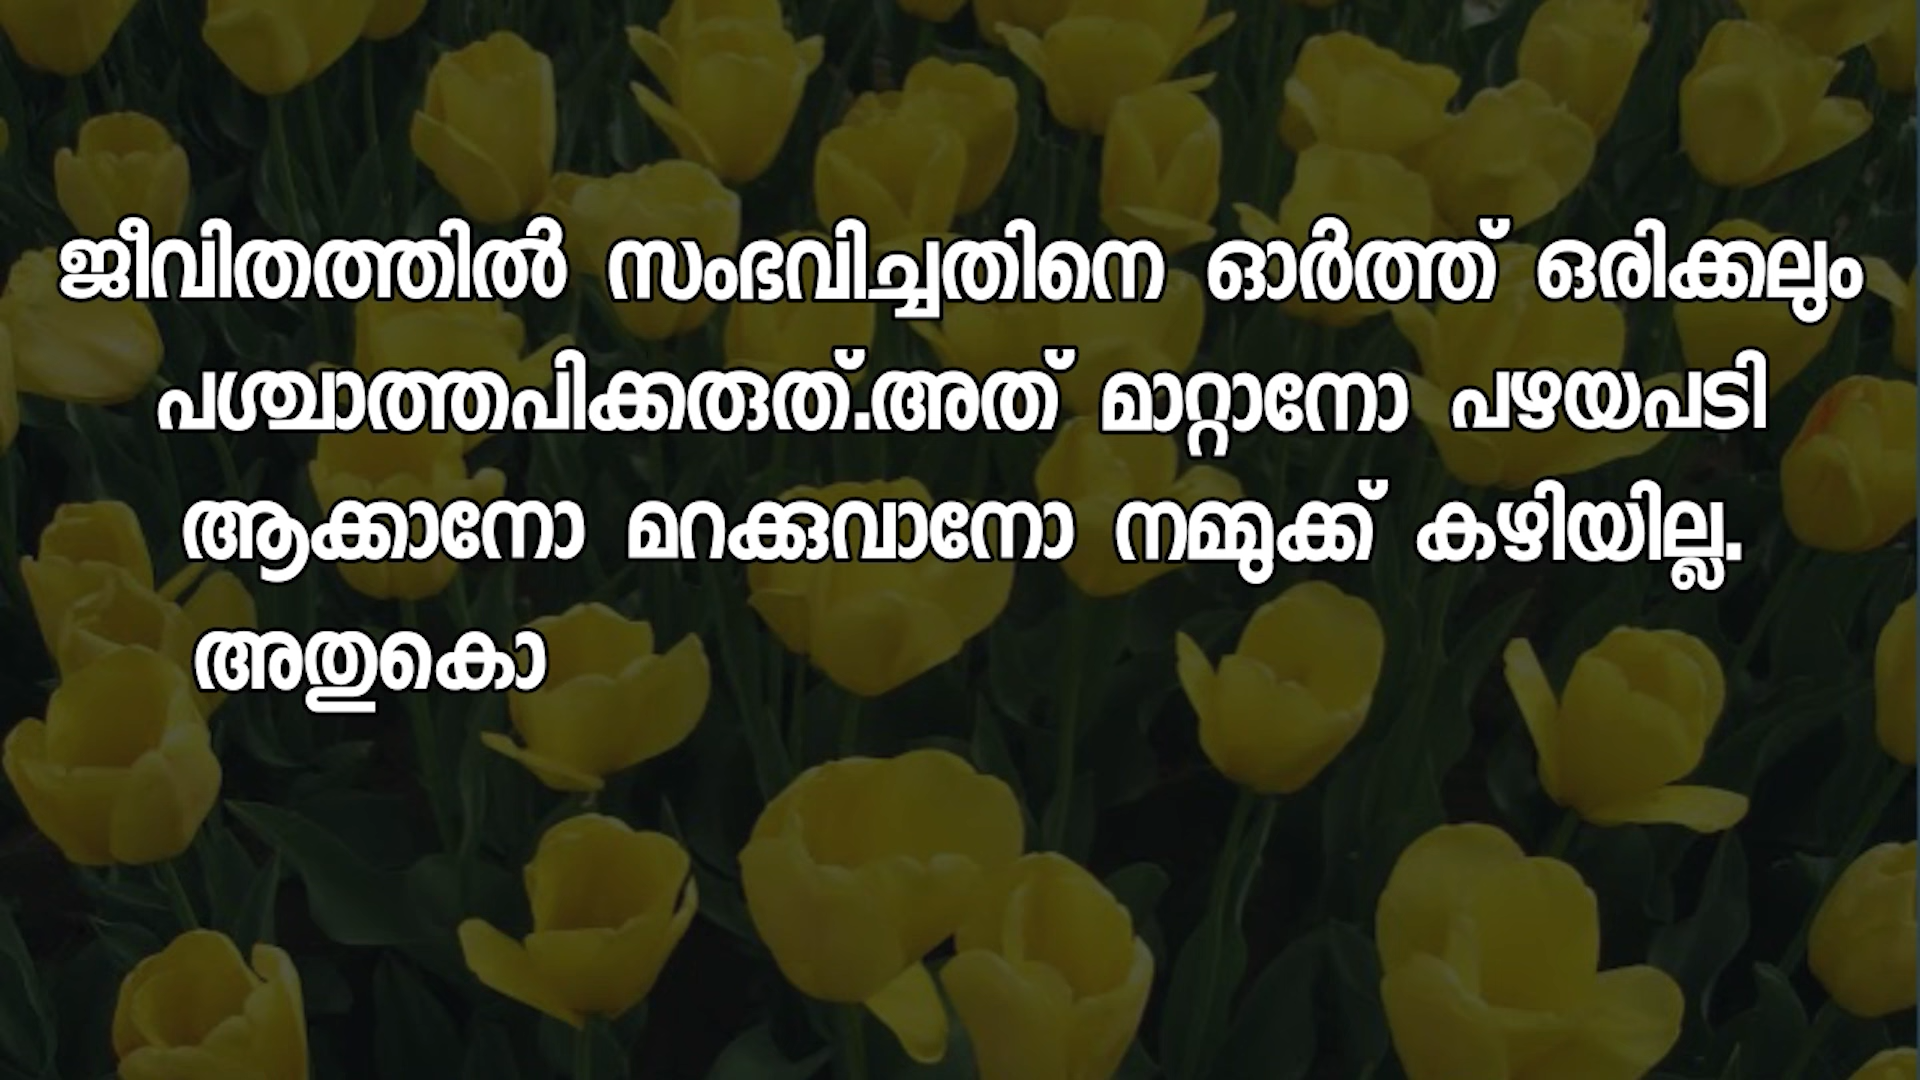 ജീവിതത്തിൽ സംഭവിച്ചതിനെ ഓർത്ത് ഒരിക്കലും
പശ്ചാത്തപിക്കരുത്.അത് മാറ്റാനോ പഴയപടി
ആക്കാനോ മറക്കുവാനോ നമ്മുക്ക് കഴിയില്ല.
അതുകൊ